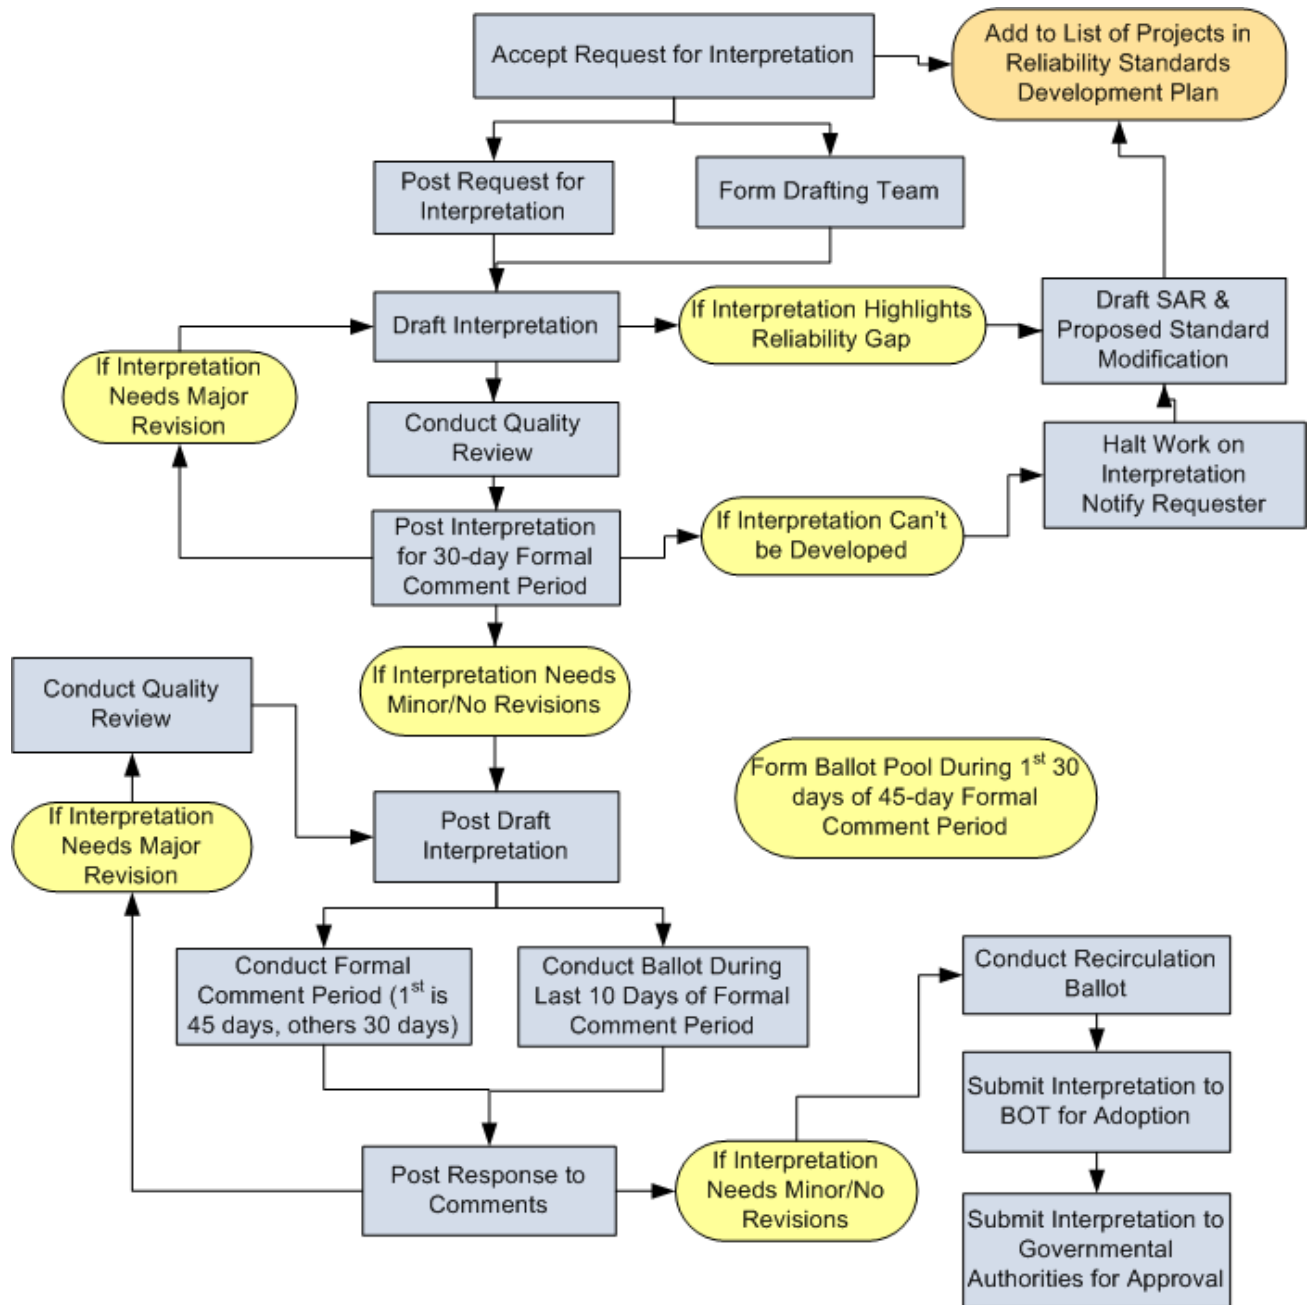 Accept Request for Interpretation
Add to List of Projects in
Reliability Standards
Development Plan
Post Request for
Interpretation
Form Drafting Team
Draft Interpretation
If Interpretation Highlights
Reliability Gap
Draft SAR &
Proposed Standard
Modification
If Interpretation
Needs Major
Revision
Conduct Quality
Review
Halt Work on
Interpretation
Notify Requester
Post Interpretation
for 30-day Formal
Comment Period
If Interpretation Can't
be Developed
If Interpretation Needs
Minor/No Revisions
Conduct Quality
Review
Form Ballot Pool During 1st 30
days of 45-day Formal
Comment Period
If Interpretation
Needs Major
Revision
Post Draft
Interpretation
Conduct Formal
Comment Period (1st is
45 days, others 30 days)
Conduct Ballot During
Last 10 Days of Formal
Comment Period
Conduct Recirculation
Ballot
Submit Interpretation to
BOT for Adoption
Post Response to
Comments
If Interpretation
Needs Minor/No
Revisions
Submit Interpretation to
Governmental
Authorities for Approval